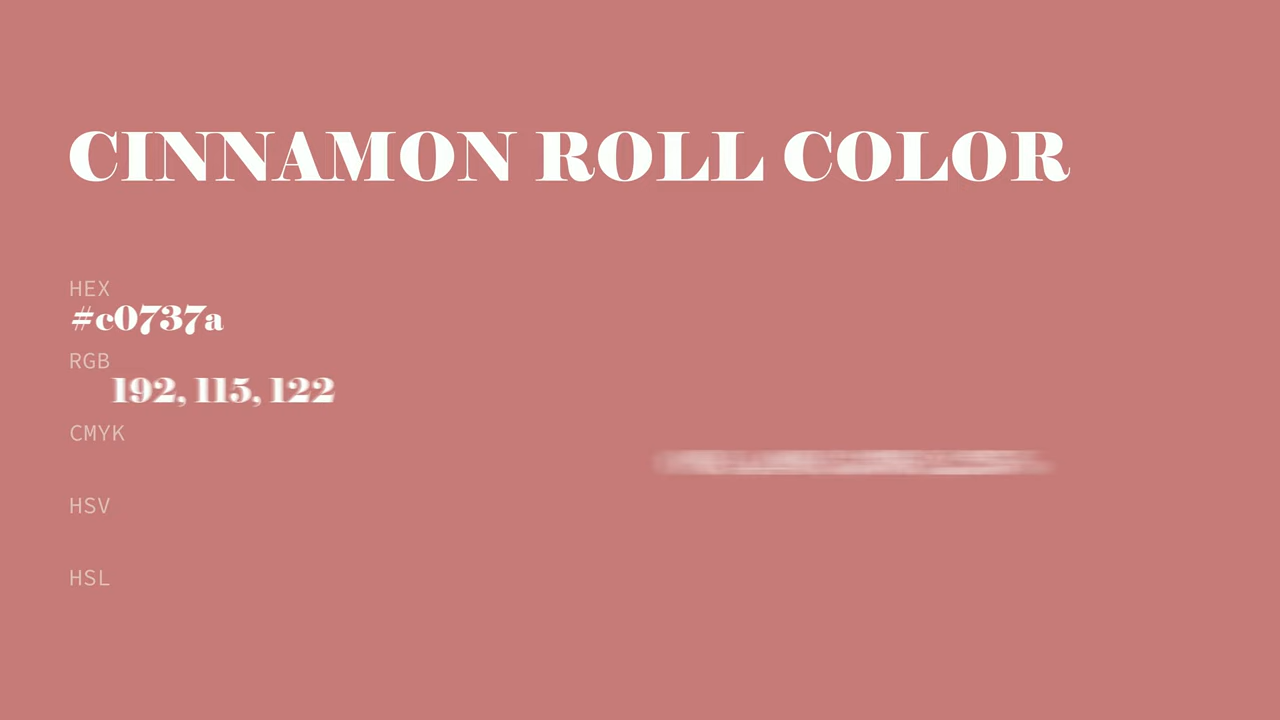 CINNAMON ROLL COLOR
HEX
#c0737a
RGB
192, 115, 122
CMYK
HSV
HSL